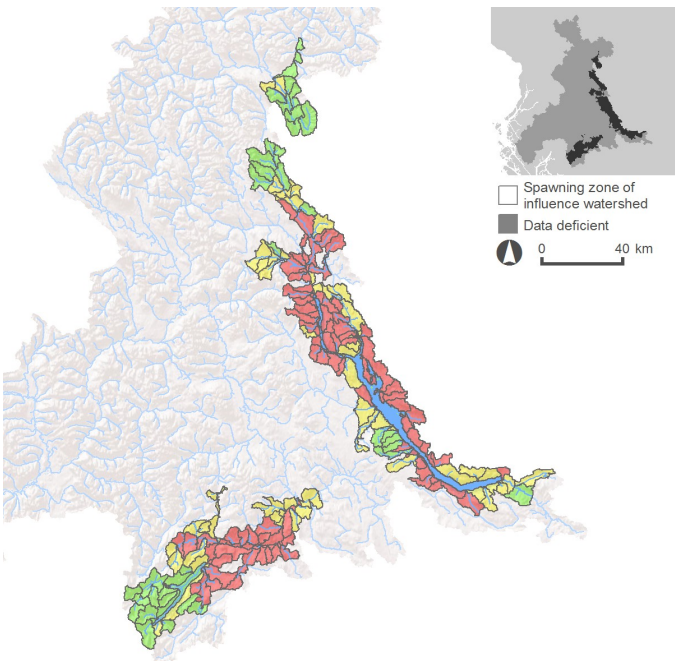 Spawning zone of
influence watershed
Data deficient
0 40 km